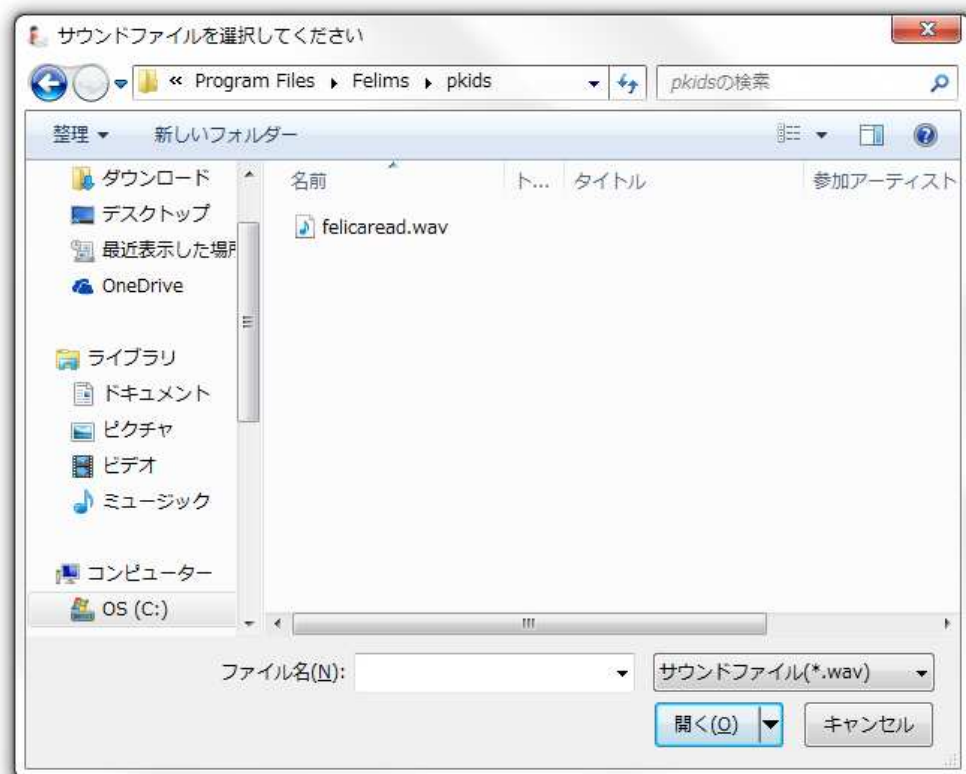 サウンドファイルを選択してください
« Program Files ▸ Felims ▸ pkids
pkidsの検索
整理
新しいフォルダー
ダウンロード
デスクトップ
最近表示した場所
OneDrive
ライブラリ
ドキュメント
ピクチャ
ビデオ
ミュージック
コンピューター
OS (C:)
名前 ト... タイトル 参加アーティスト
felicaread.wav
ファイル名(N):
サウンドファイル(*.wav)
開く(O) キャンセル